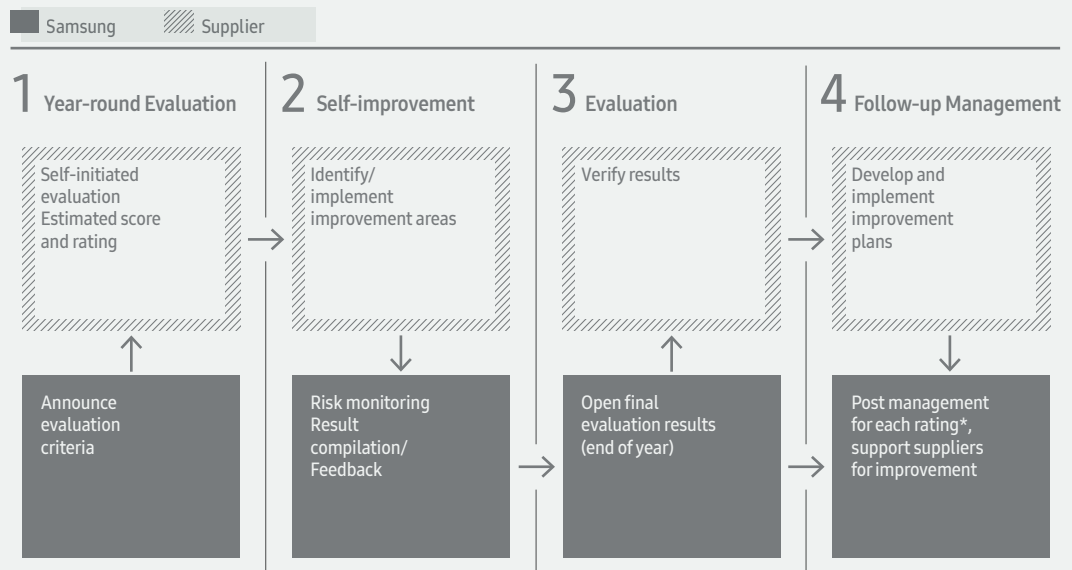 Samsung
Supplier
1 Year-round Evaluation
2 Self-improvement
3 Evaluation
4 Follow-up Management
Self-initiated
evaluation
Estimated score
and rating
Identify/
implement
improvement areas
Verify results
Develop and
implement
improvement
plans
Announce
evaluation
criteria
Risk monitoring
Result
compilation/
Feedback
Open final
evaluation results
(end of year)
Post management
for each rating*,
support suppliers
for improvement